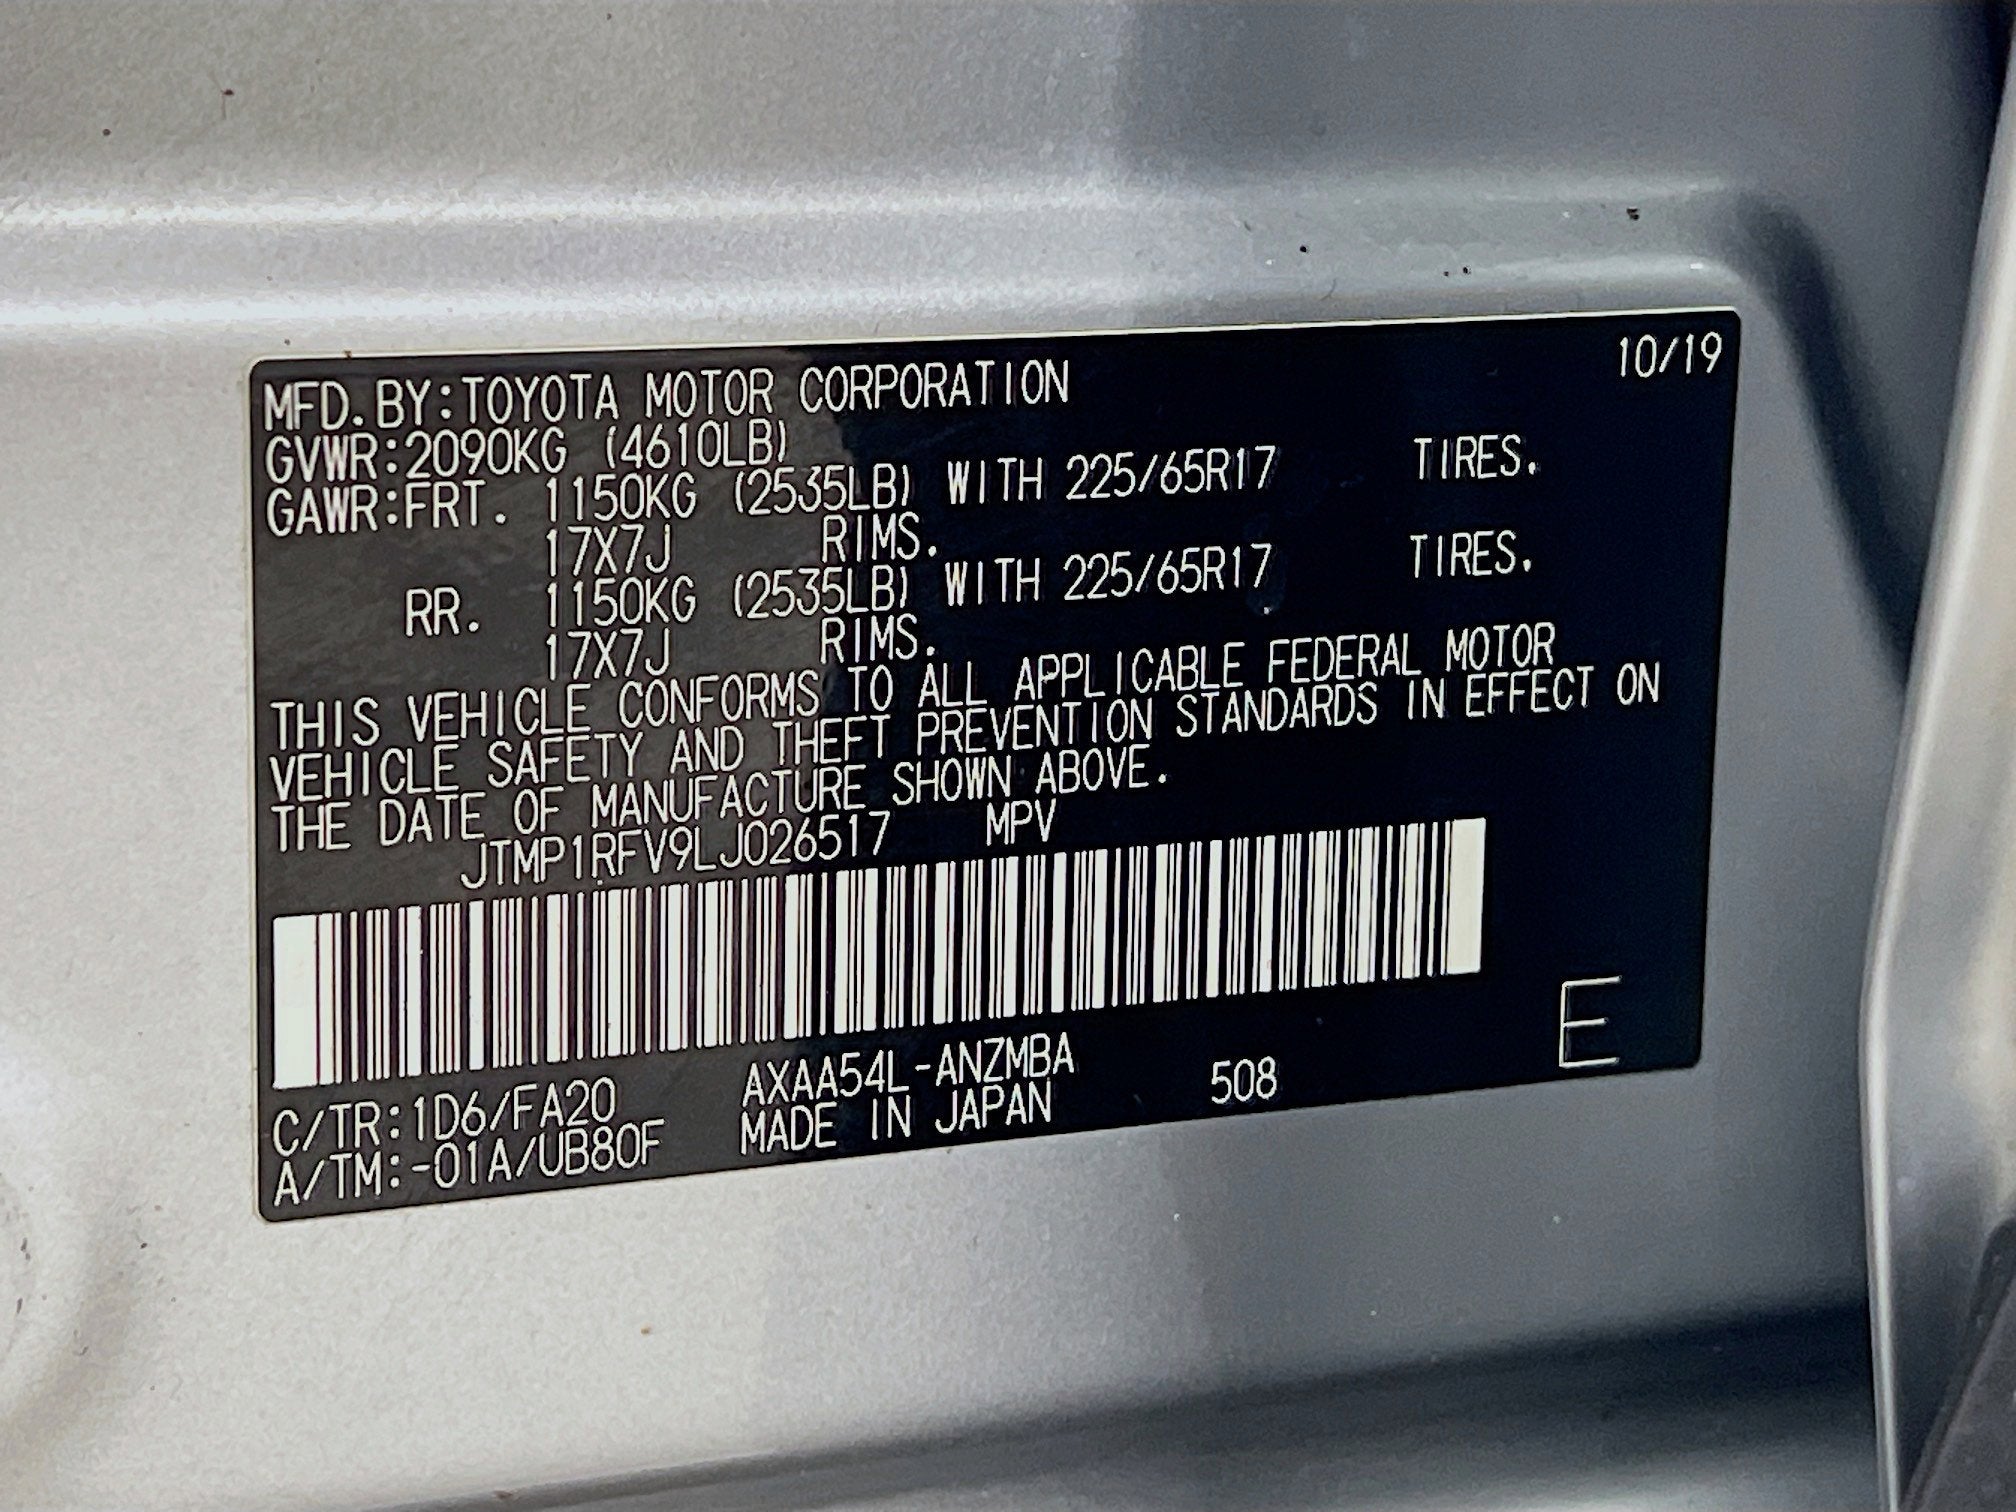 10/19
MFD.BY:TOYOTA MOTOR CORPORATION
GVWR:2090KG (4610LB)
GAWR:FRT. 1150KG (2535LB) WITH 225/65R17 TIRES.
17X7J RIMS.
RR. 1150KG (2535LB) WITH 225/65R17 TIRES.
17X7J RIMS.
THIS VEHICLE CONFORMS TO ALL APPLICABLE FEDERAL MOTOR
VEHICLE SAFETY AND THEFT PREVENTION STANDARDS IN EFFECT ON
THE DATE OF MANUFACTURE SHOWN ABOVE.
JTMP1RFV9LJ026517 MPV
E
C/TR:1D6/FA20 AXAA54L-ANZMBA 508
A/TM:-01A/UB80F MADE IN JAPAN